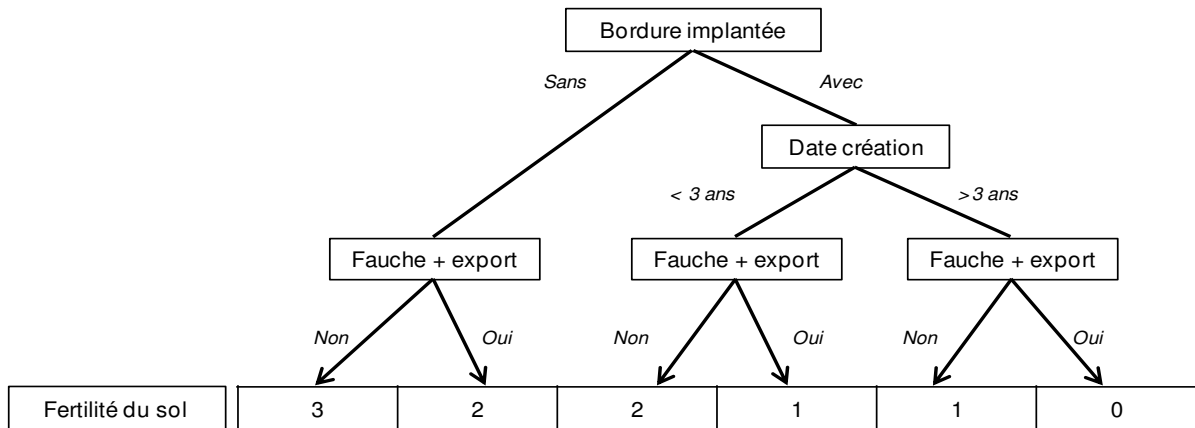 Bordure implantée
Sans
Avec
Date création
< 3 ans
>3 ans
Fauche + export
Fauche + export
Fauche + export
Non
Oui
Non
Oui
Non
Oui
Fertilité du sol
3
2
2
1
1
0